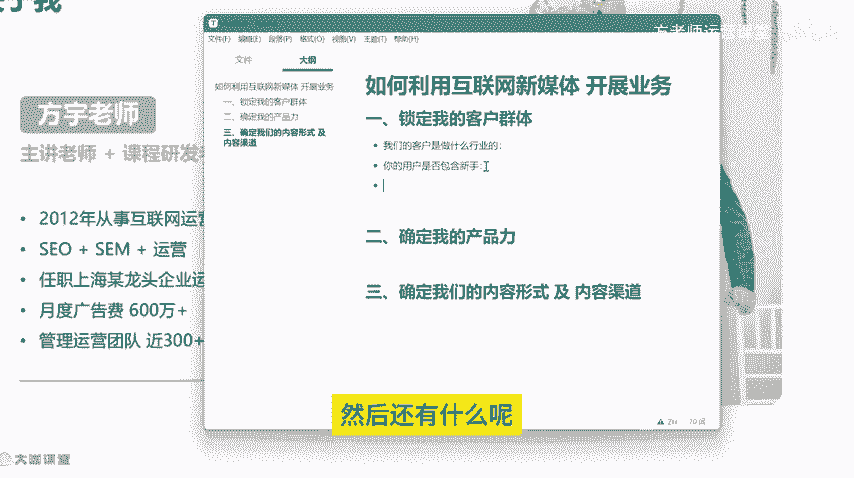 方老师运营课堂
文件(F) 编辑(E) 段落(P) 格式(O) 视图(V) 主题(T) 帮助(H)
文件 大纲
如何利用互联网新媒体 开展业务
一、锁定我的客户群体
二、确定我的产品力
三、确定我们的内容形式 及
内容渠道
如何利用互联网新媒体 开展业务
一、锁定我的客户群体
• 我们的客户是做什么行业的：
• 你的用户是否包含新手：
二、确定我的产品力
三、确定我们的内容形式 及 内容渠道
方宇老师
主讲老师 + 课程研发
• 2012年从事互联网运营
• SEO + SEM + 运营
• 任职上海某龙头企业运
• 月度广告费 600万+
• 管理运营团队 近300+
然后还有什么呢